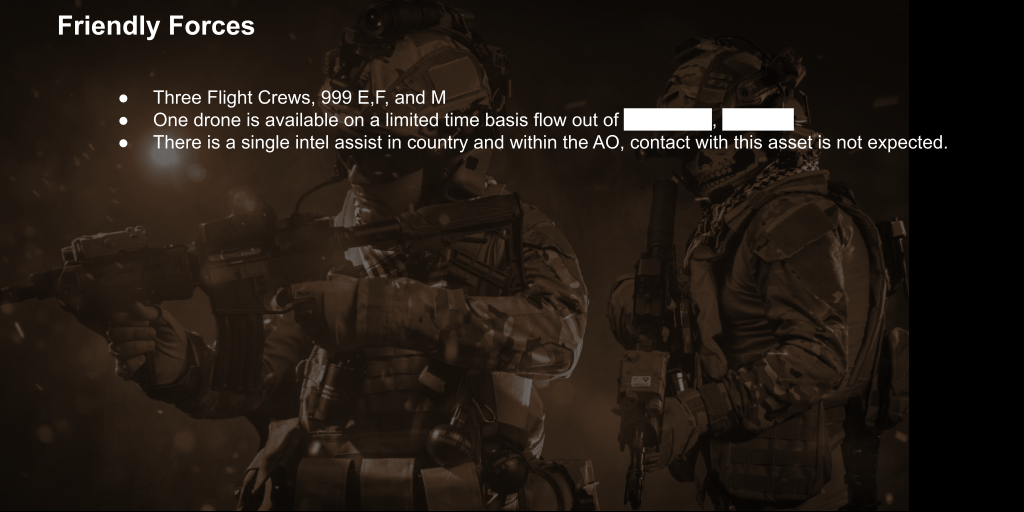 Friendly Forces
● Three Flight Crews, 999 E,F, and M
● One drone is available on a limited time basis flow out of ,
● There is a single intel assist in country and within the AO, contact with this asset is not expected.